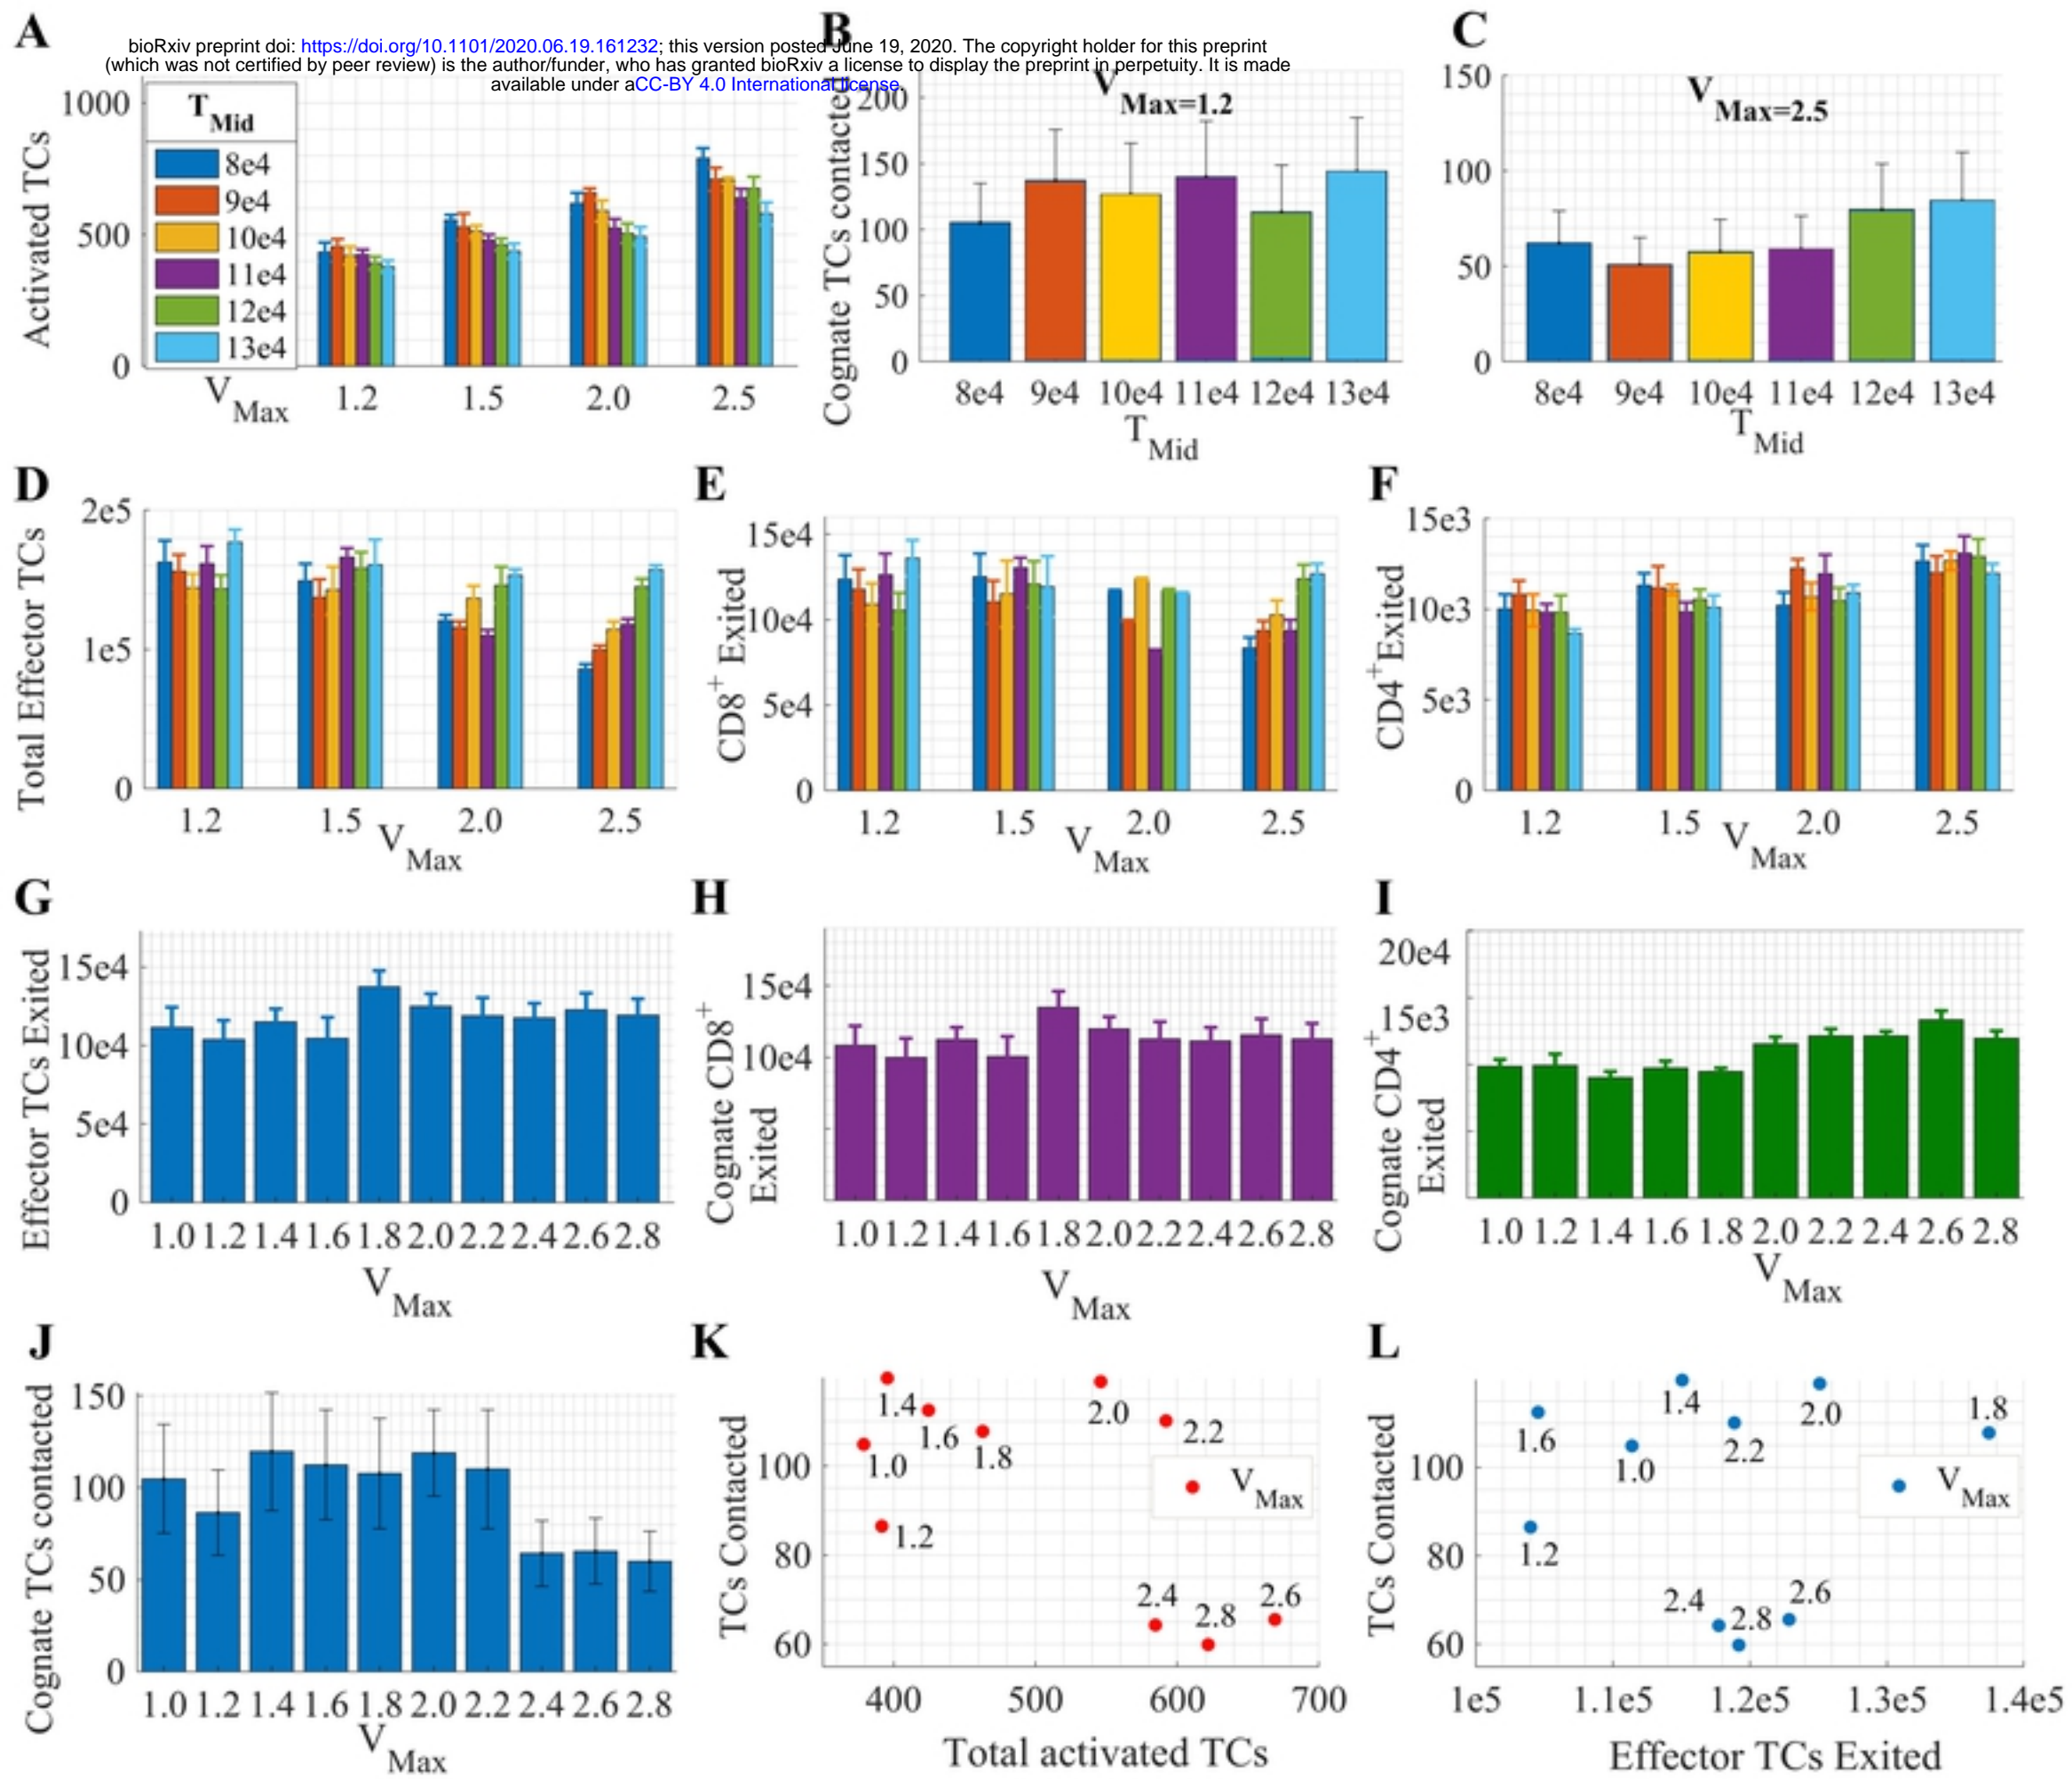 bioRxiv preprint doi: https://doi.org/10.1101/2020.06.19.161232; this version posted June 19, 2020. The copyright holder for this preprint
(which was not certified by peer review) is the author/funder, who has granted bioRxiv a license to display the preprint in perpetuity. It is made
available under aCC-BY 4.0 International license.
A
Activated TCs
1000
500
0
T Mid
8e4
9e4
10e4
11e4
12e4
13e4
V Max
1.2 1.5 2.0 2.5
B
Cognate TCs contacted
V Max=1.2
200
150
100
50
0
8e4 9e4 10e4 11e4 12e4 13e4
T Mid
C
V Max=2.5
150
100
50
0
8e4 9e4 10e4 11e4 12e4 13e4
T Mid
D
Total Effector TCs
2e5
1e5
0
1.2 1.5 2.0 2.5
V Max
E
CD8+ Exited
15e4
10e4
5e4
0
1.2 1.5 2.0 2.5
V Max
F
CD4+ Exited
15e3
10e3
5e3
0
1.2 1.5 2.0 2.5
V Max
G
Effector TCs Exited
15e4
10e4
5e4
0
1.0 1.2 1.4 1.6 1.8 2.0 2.2 2.4 2.6 2.8
V Max
H
Cognate CD8+
Exited
15e4
10e4
1.0 1.2 1.4 1.6 1.8 2.0 2.2 2.4 2.6 2.8
V Max
I
Cognate CD4+
Exited
20e4
15e3
1.0 1.2 1.4 1.6 1.8 2.0 2.2 2.4 2.6 2.8
V Max
J
Cognate TCs contacted
150
100
50
0
1.0 1.2 1.4 1.6 1.8 2.0 2.2 2.4 2.6 2.8
V Max
K
TCs Contacted
100
80
60
1.4
1.6
1.8
1.0
1.2
2.0
2.2
V Max
2.4
2.8
2.6
400 500 600 700
Total activated TCs
L
TCs Contacted
100
80
60
1.6
1.4
1.0
2.2
2.0
1.8
V Max
1.2
2.4
2.8
2.6
1e5 1.1e5 1.2e5 1.3e5 1.4e5
Effector TCs Exited